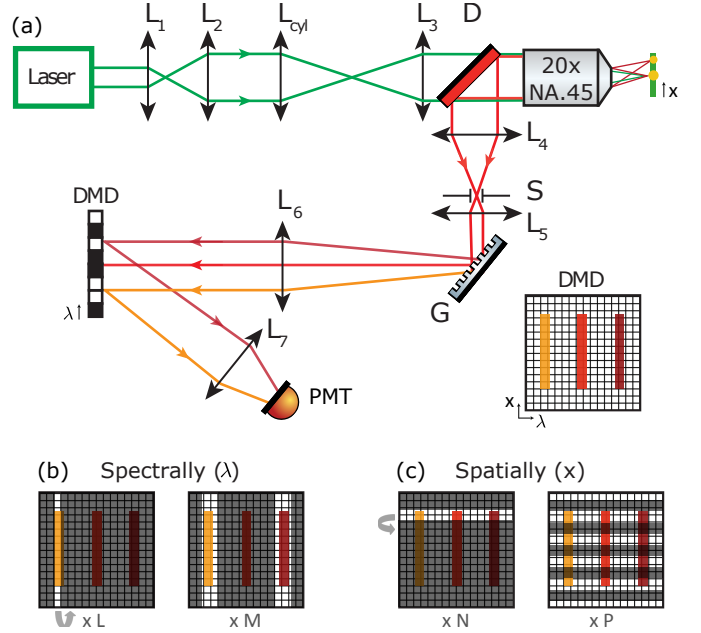 (a)
L1
L2
Lcyl
L3
D
Laser
20x
NA.45
x
L4
S
L5
DMD
L6
λ
G
L7
PMT
DMD
x
λ
(b) Spectrally (λ)
(c) Spatially (x)
x L
x M
x N
x P